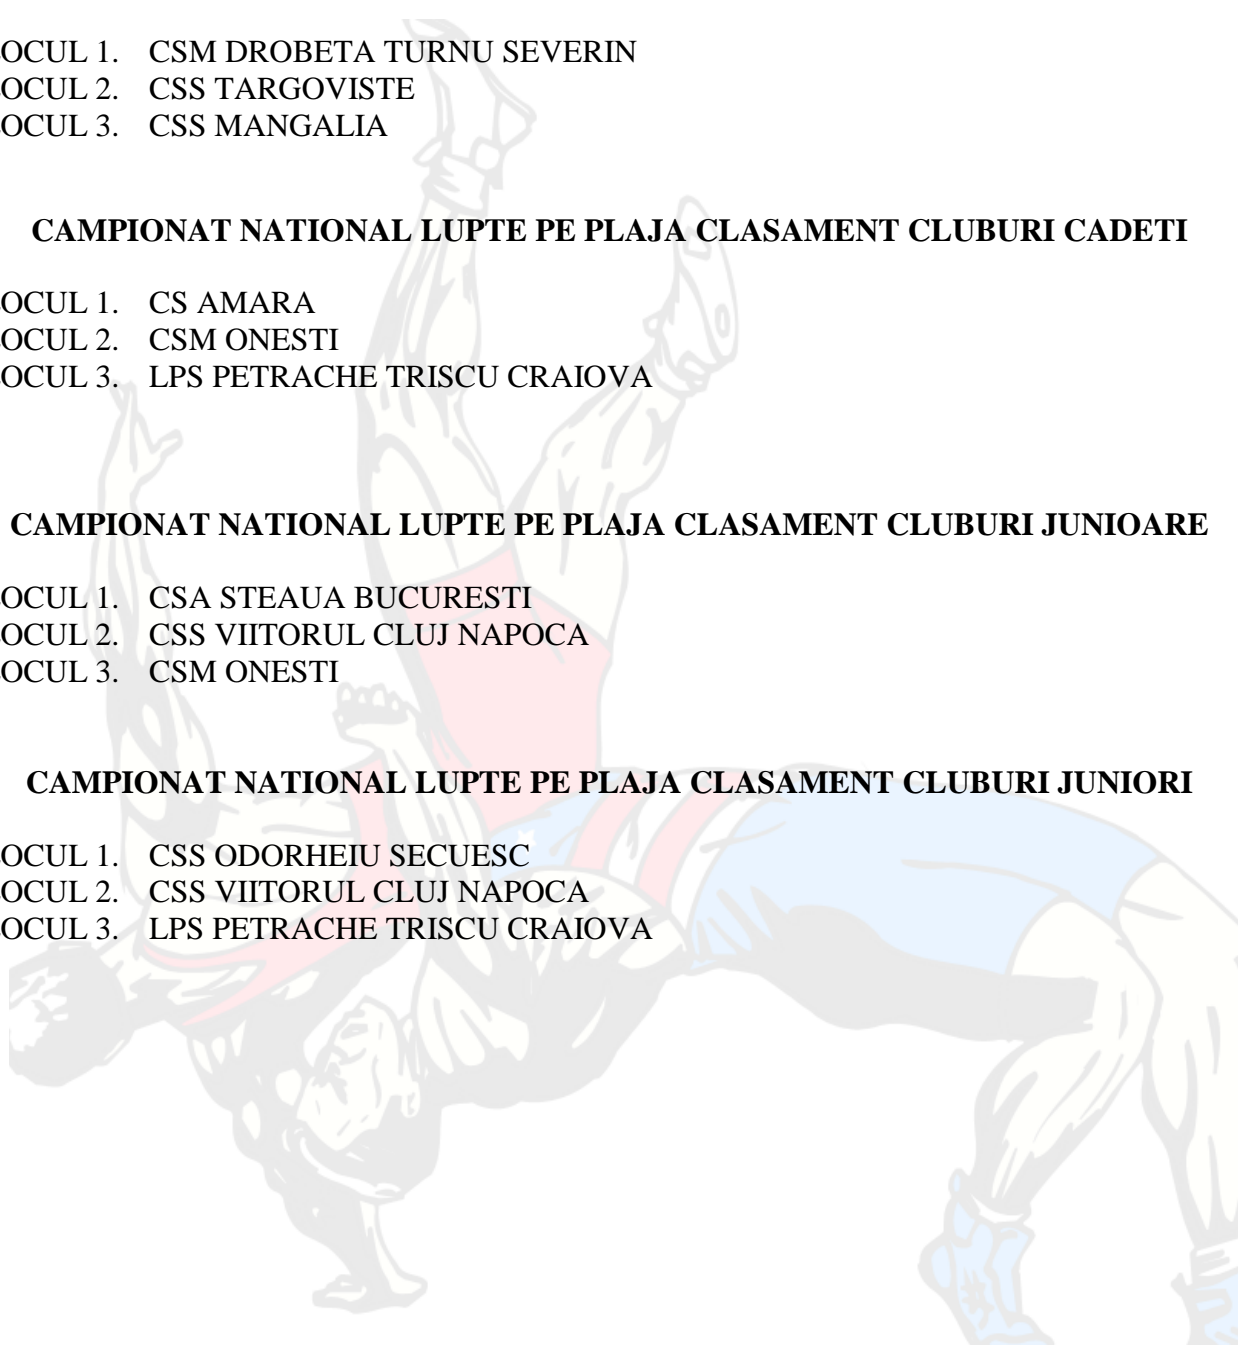 OCUL 1. CSM DROBETA TURNU SEVERIN
OCUL 2. CSS TARGOVISTE
OCUL 3. CSS MANGALIA
CAMPIONAT NATIONAL LUPTE PE PLAJA CLASAMENT CLUBURI CADETI
OCUL 1. CS AMARA
OCUL 2. CSM ONESTI
OCUL 3. LPS PETRACHE TRISCU CRAIOVA
CAMPIONAT NATIONAL LUPTE PE PLAJA CLASAMENT CLUBURI JUNIOARE
OCUL 1. CSA STEAUA BUCURESTI
OCUL 2. CSS VIITORUL CLUJ NAPOCA
OCUL 3. CSM ONESTI
CAMPIONAT NATIONAL LUPTE PE PLAJA CLASAMENT CLUBURI JUNIORI
OCUL 1. CSS ODORHEIU SECUESC
OCUL 2. CSS VIITORUL CLUJ NAPOCA
OCUL 3. LPS PETRACHE TRISCU CRAIOVA